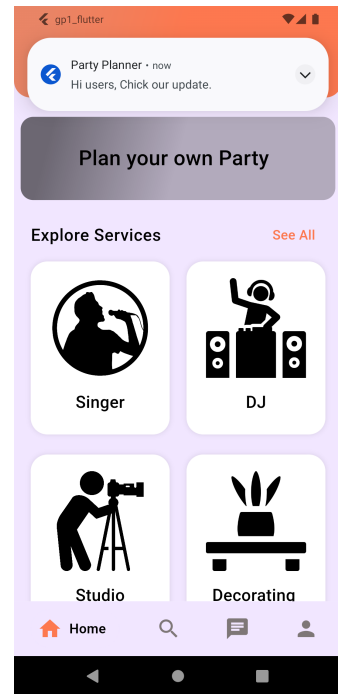 gp1_flutter
Party Planner • now
Hi users, Chick our update.
Plan your own Party
Explore Services
See All
Singer
DJ
Studio
Decorating
Home